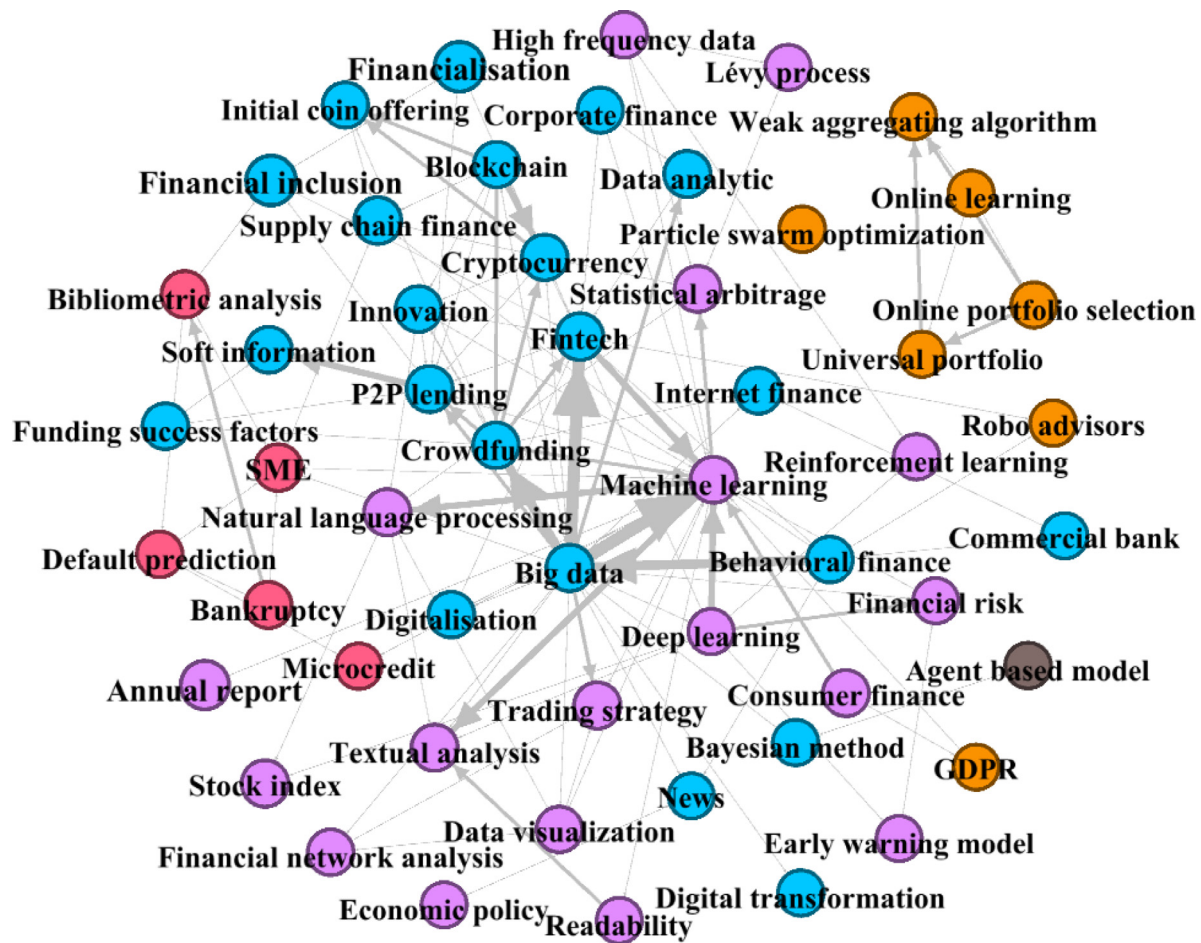 High frequency data
Financialisation
Lévy process
Initial coin offering
Corporate finance
Weak aggregating algorithm
Blockchain
Data analytic
Financial inclusion
Online learning
Supply chain finance
Particle swarm optimization
Cryptocurrency
Bibliometric analysis
Statistical arbitrage
Innovation
Online portfolio selection
Fintech
Soft information
Universal portfolio
P2P lending
Internet finance
Funding success factors
Robo advisors
Crowdfunding
SME
Reinforcement learning
Machine learning
Natural language processing
Commercial bank
Default prediction
Big data
Behavioral finance
Bankruptcy
Financial risk
Digitalisation
Deep learning
Microcredit
Agent based model
Annual report
Consumer finance
Trading strategy
Textual analysis
Bayesian method
GDPR
Stock index
News
Data visualization
Early warning model
Financial network analysis
Digital transformation
Economic policy
Readability